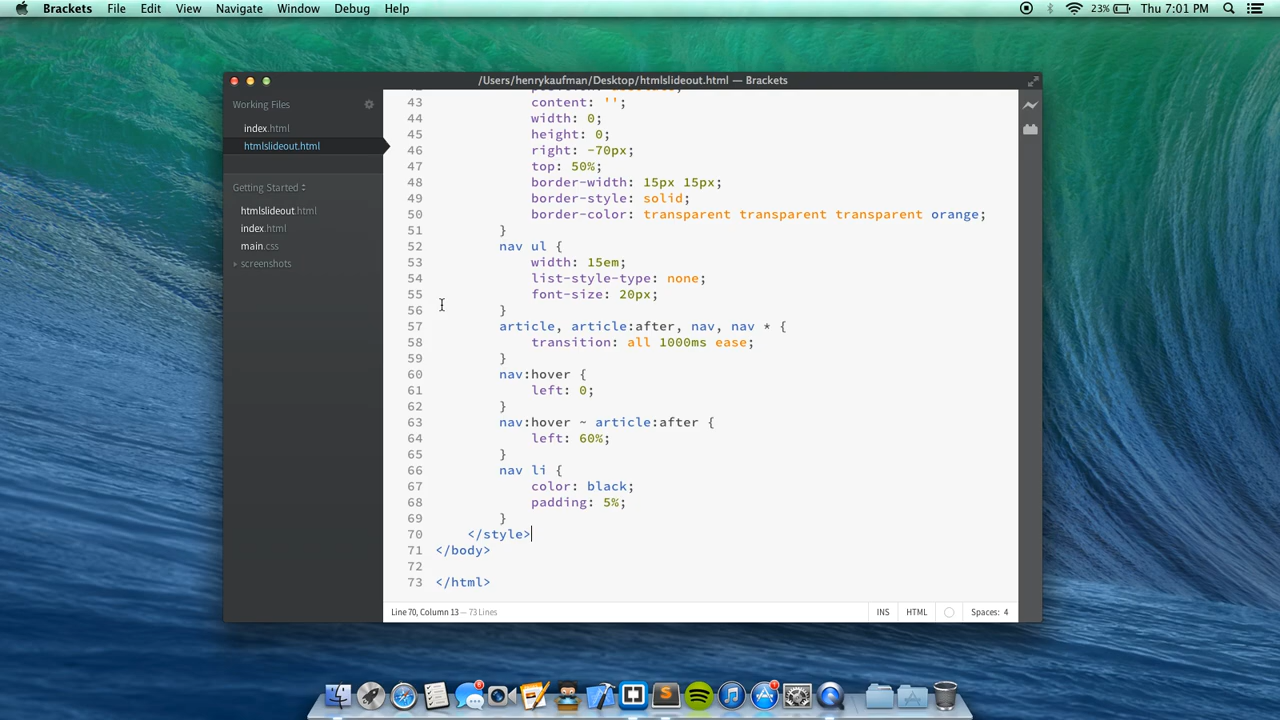 Brackets File Edit View Navigate Window Debug Help 23% Thu 7:01 PM
/Users/henrykaufman/Desktop/htmlslideout.html — Brackets
Working Files
index.html
htmlslideout.html
Getting Started
htmlslideout.html
index.html
main.css
screenshots
43 content: '';
44 width: 0;
45 height: 0;
46 right: -70px;
47 top: 50%;
48 border-width: 15px 15px;
49 border-style: solid;
50 border-color: transparent transparent transparent orange;
51 }
52 nav ul {
53 width: 15em;
54 list-style-type: none;
55 font-size: 20px;
56 }
57 article, article:after, nav, nav * {
58 transition: all 1000ms ease;
59 }
60 nav:hover {
61 left: 0;
62 }
63 nav:hover ~ article:after {
64 left: 60%;
65 }
66 nav li {
67 color: black;
68 padding: 5%;
69 }
70 </style>
71 </body>
72
73 </html>
Line 70, Column 13 — 73 Lines INS HTML Spaces: 4